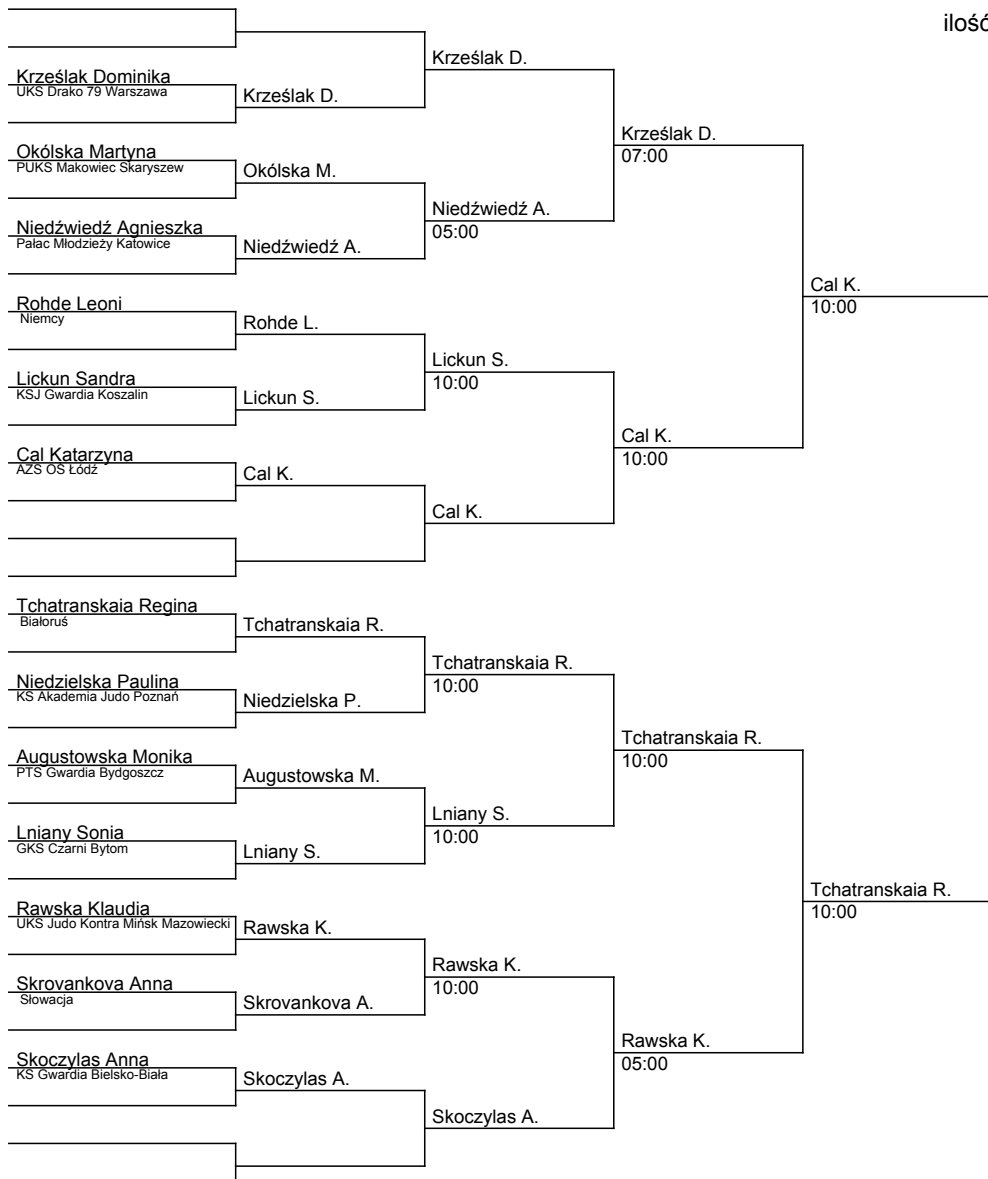 ilość
Krześlak D.
Krześlak Dominika
UKS Drako 79 Warszawa
Krześlak D.
Krześlak D.
07:00
Okólska Martyna
PUKS Makowiec Skaryszew
Okólska M.
Niedźwiedź A.
05:00
Niedźwiedź Agnieszka
Pałac Młodzieży Katowice
Niedźwiedź A.
Cal K.
10:00
Rohde Leoni
Niemcy
Rohde L.
Lickun S.
10:00
Lickun Sandra
KSJ Gwardia Koszalin
Lickun S.
Cal K.
10:00
Cal Katarzyna
AZS OŚ Łódź
Cal K.
Cal K.
Tchatranskaia Regina
Białoruś
Tchatranskaia R.
Tchatranskaia R.
10:00
Niedzielska Paulina
KS Akademia Judo Poznań
Niedzielska P.
Tchatranskaia R.
10:00
Augustowska Monika
PTS Gwardia Bydgoszcz
Augustowska M.
Lniany S.
10:00
Lniany Sonia
GKS Czarni Bytom
Lniany S.
Tchatranskaia R.
10:00
Rawska Klaudia
UKS Judo Kontra Mińsk Mazowiecki
Rawska K.
Rawska K.
10:00
Skrovankova Anna
Słowacja
Skrovankova A.
Rawska K.
05:00
Skoczylas Anna
KS Gwardia Bielsko-Biała
Skoczylas A.
Skoczylas A.